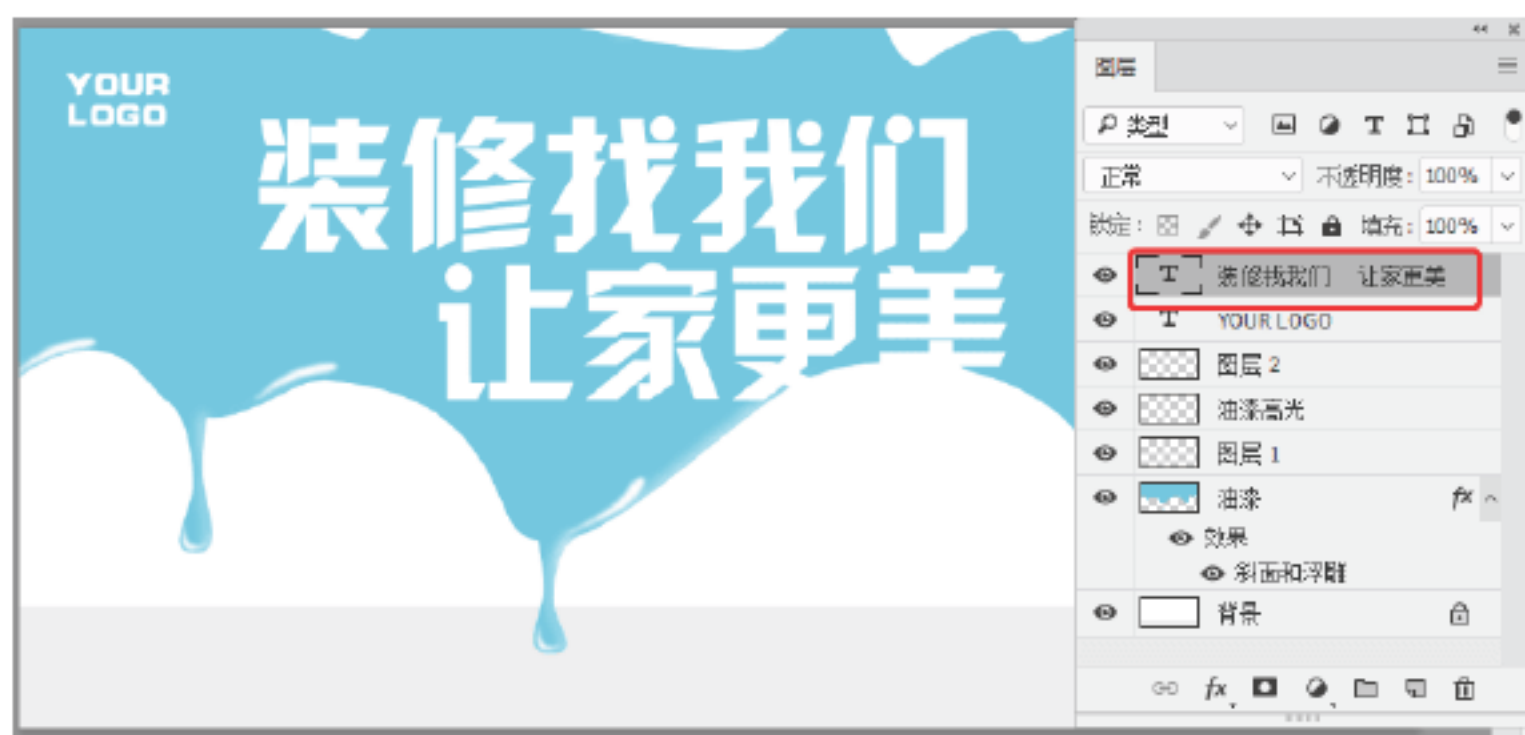 YOUR
LOGO
装修找我们
让家更美
图层
类型
正常 不透明度: 100%
锁定: 填充: 100%
T 装修找我们 让家更美
T YOUR LOGO
图层 2
油漆高光
图层 1
油漆 fx
效果
斜面和浮雕
背景
fx